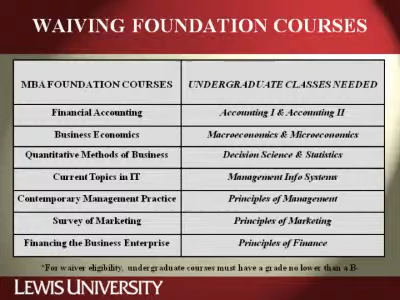 WAIVING FOUNDATION COURSES
MBA FOUNDATION COURSES UNDERGRADUATE CLASSES NEEDED
Financial Accounting Accounting I & Accounting II
Business Economics Macroeconomics & Microeconomics
Quantitative Methods of Business Decision Science & Statistics
Current Topics in IT Management Info Systems
Contemporary Management Practice Principles of Management
Survey of Marketing Principles of Marketing
Financing the Business Enterprise Principles of Finance
*For waiver eligibility, undergraduate courses must have a grade no lower than a B-
LEWIS UNIVERSITY